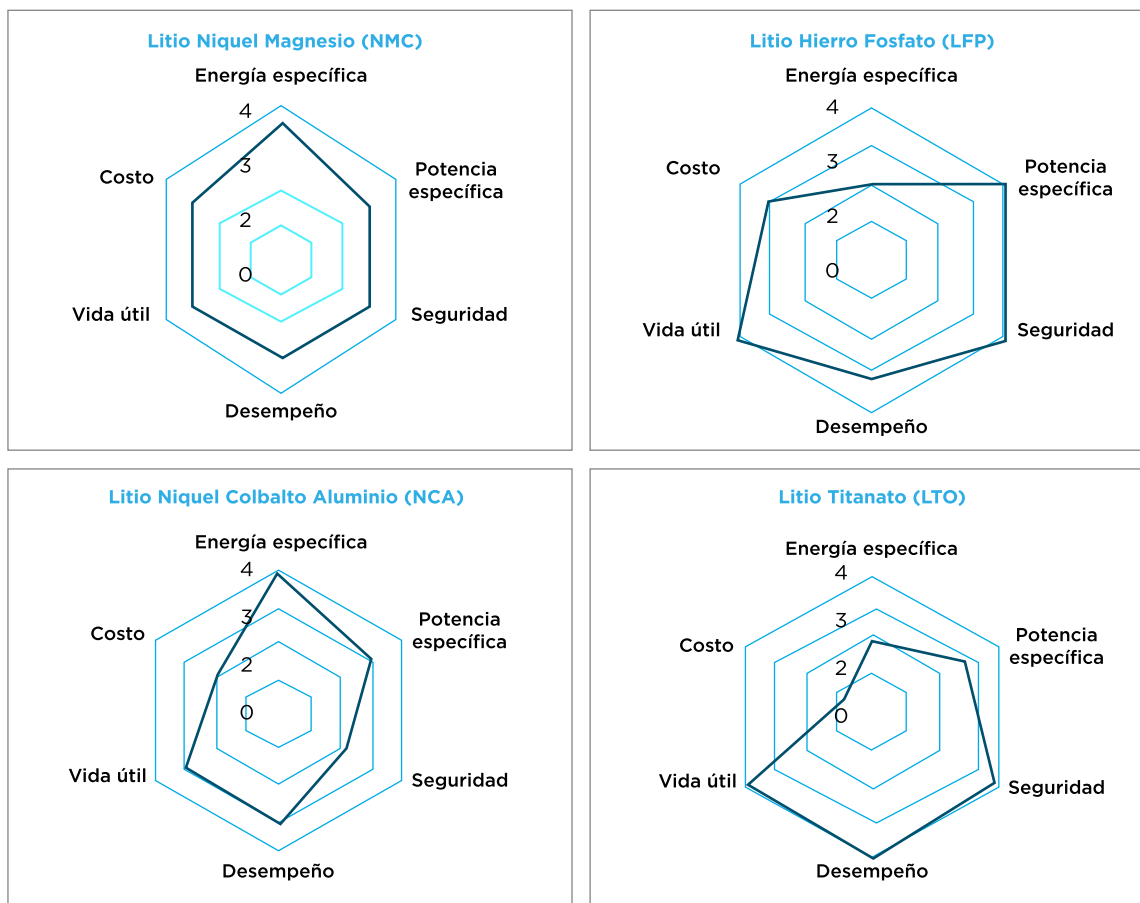 Litio Niquel Magnesio (NMC)
Energía específica
4
3
2
0
Costo
Potencia
específica
Vida útil
Seguridad
Desempeño
Litio Hierro Fosfato (LFP)
Energía específica
4
3
2
0
Costo
Potencia
específica
Vida útil
Seguridad
Desempeño
Litio Niquel Colbalto Aluminio (NCA)
Energía específica
4
3
2
0
Costo
Potencia
específica
Vida útil
Seguridad
Desempeño
Litio Titanato (LTO)
Energía específica
4
3
2
0
Costo
Potencia
específica
Vida útil
Seguridad
Desempeño